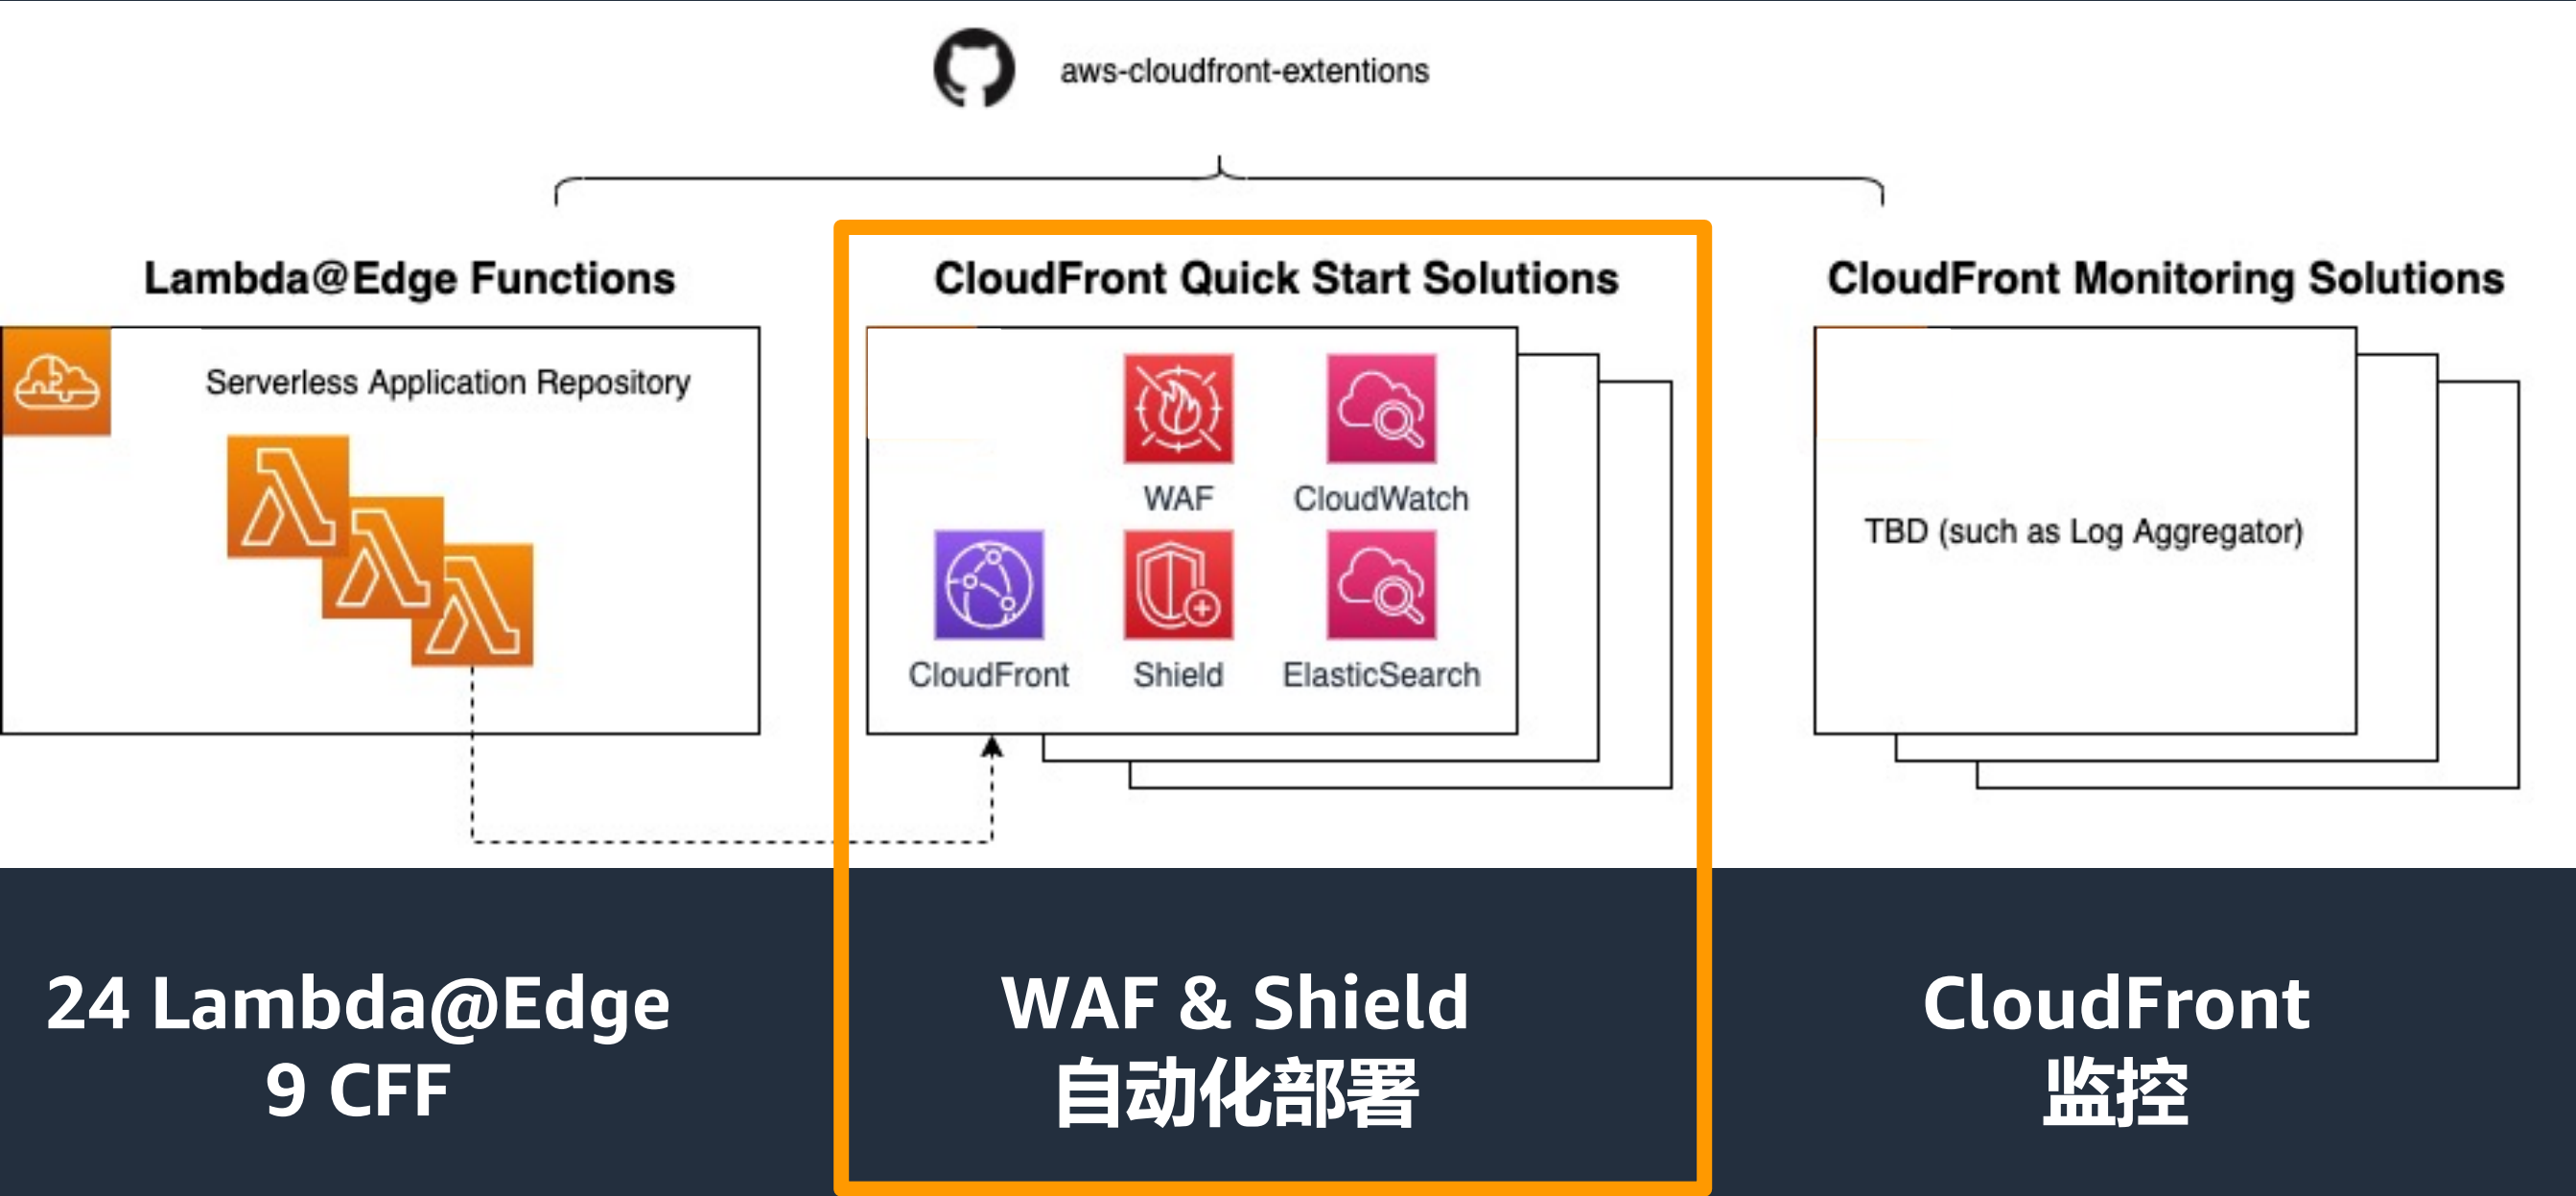 aws-cloudfront-extentions
Lambda@Edge Functions
CloudFront Quick Start Solutions
CloudFront Monitoring Solutions
Serverless Application Repository
WAF
CloudWatch
TBD (such as Log Aggregator)
CloudFront
Shield
ElasticSearch
24 Lambda@Edge
9 CFF
WAF & Shield
自动化部署
CloudFront
监控